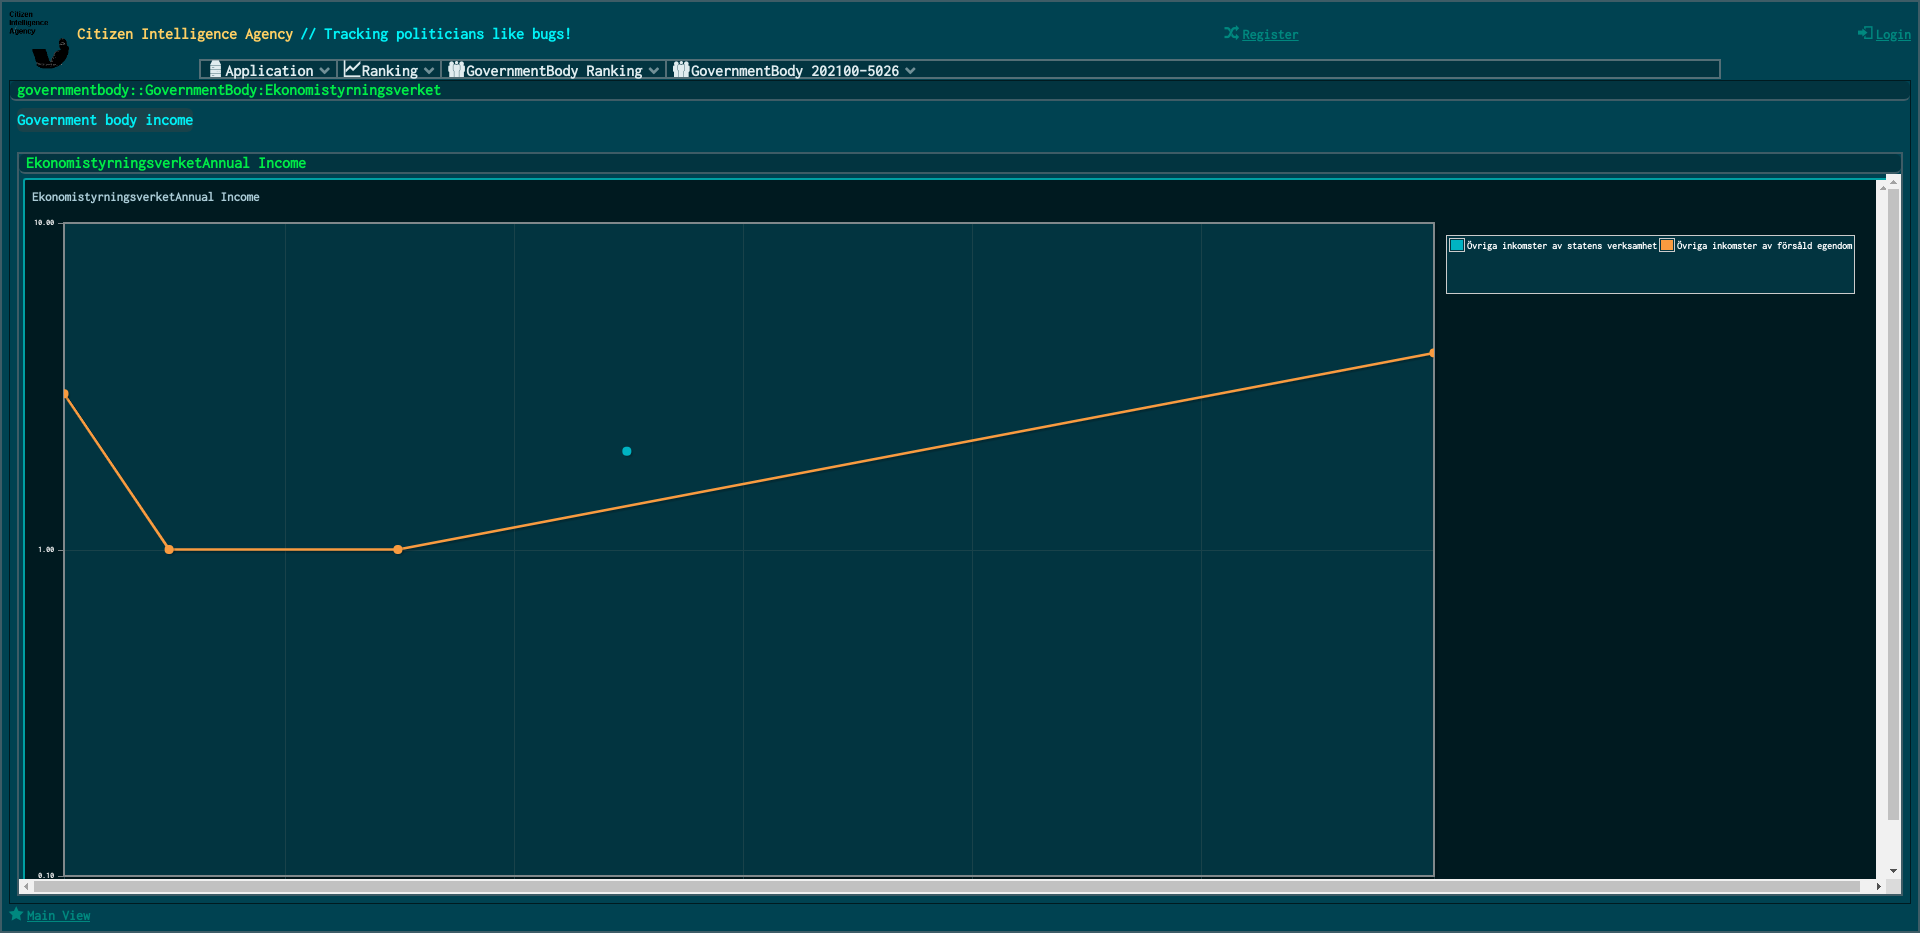 Citizen
Intelligence
Agency
Citizen Intelligence Agency // Tracking politicians like bugs!
Register
Login
Application
Ranking
GovernmentBody Ranking
GovernmentBody 202100-5026
governmentbody::GovernmentBody:Ekonomistyrningsverket
Government body income
EkonomistyrningsverketAnnual Income
EkonomistyrningsverketAnnual Income
10.00
Övriga inkomster av statens verksamhet
Övriga inkomster av försåld egendom
1.00
0.10
Main View